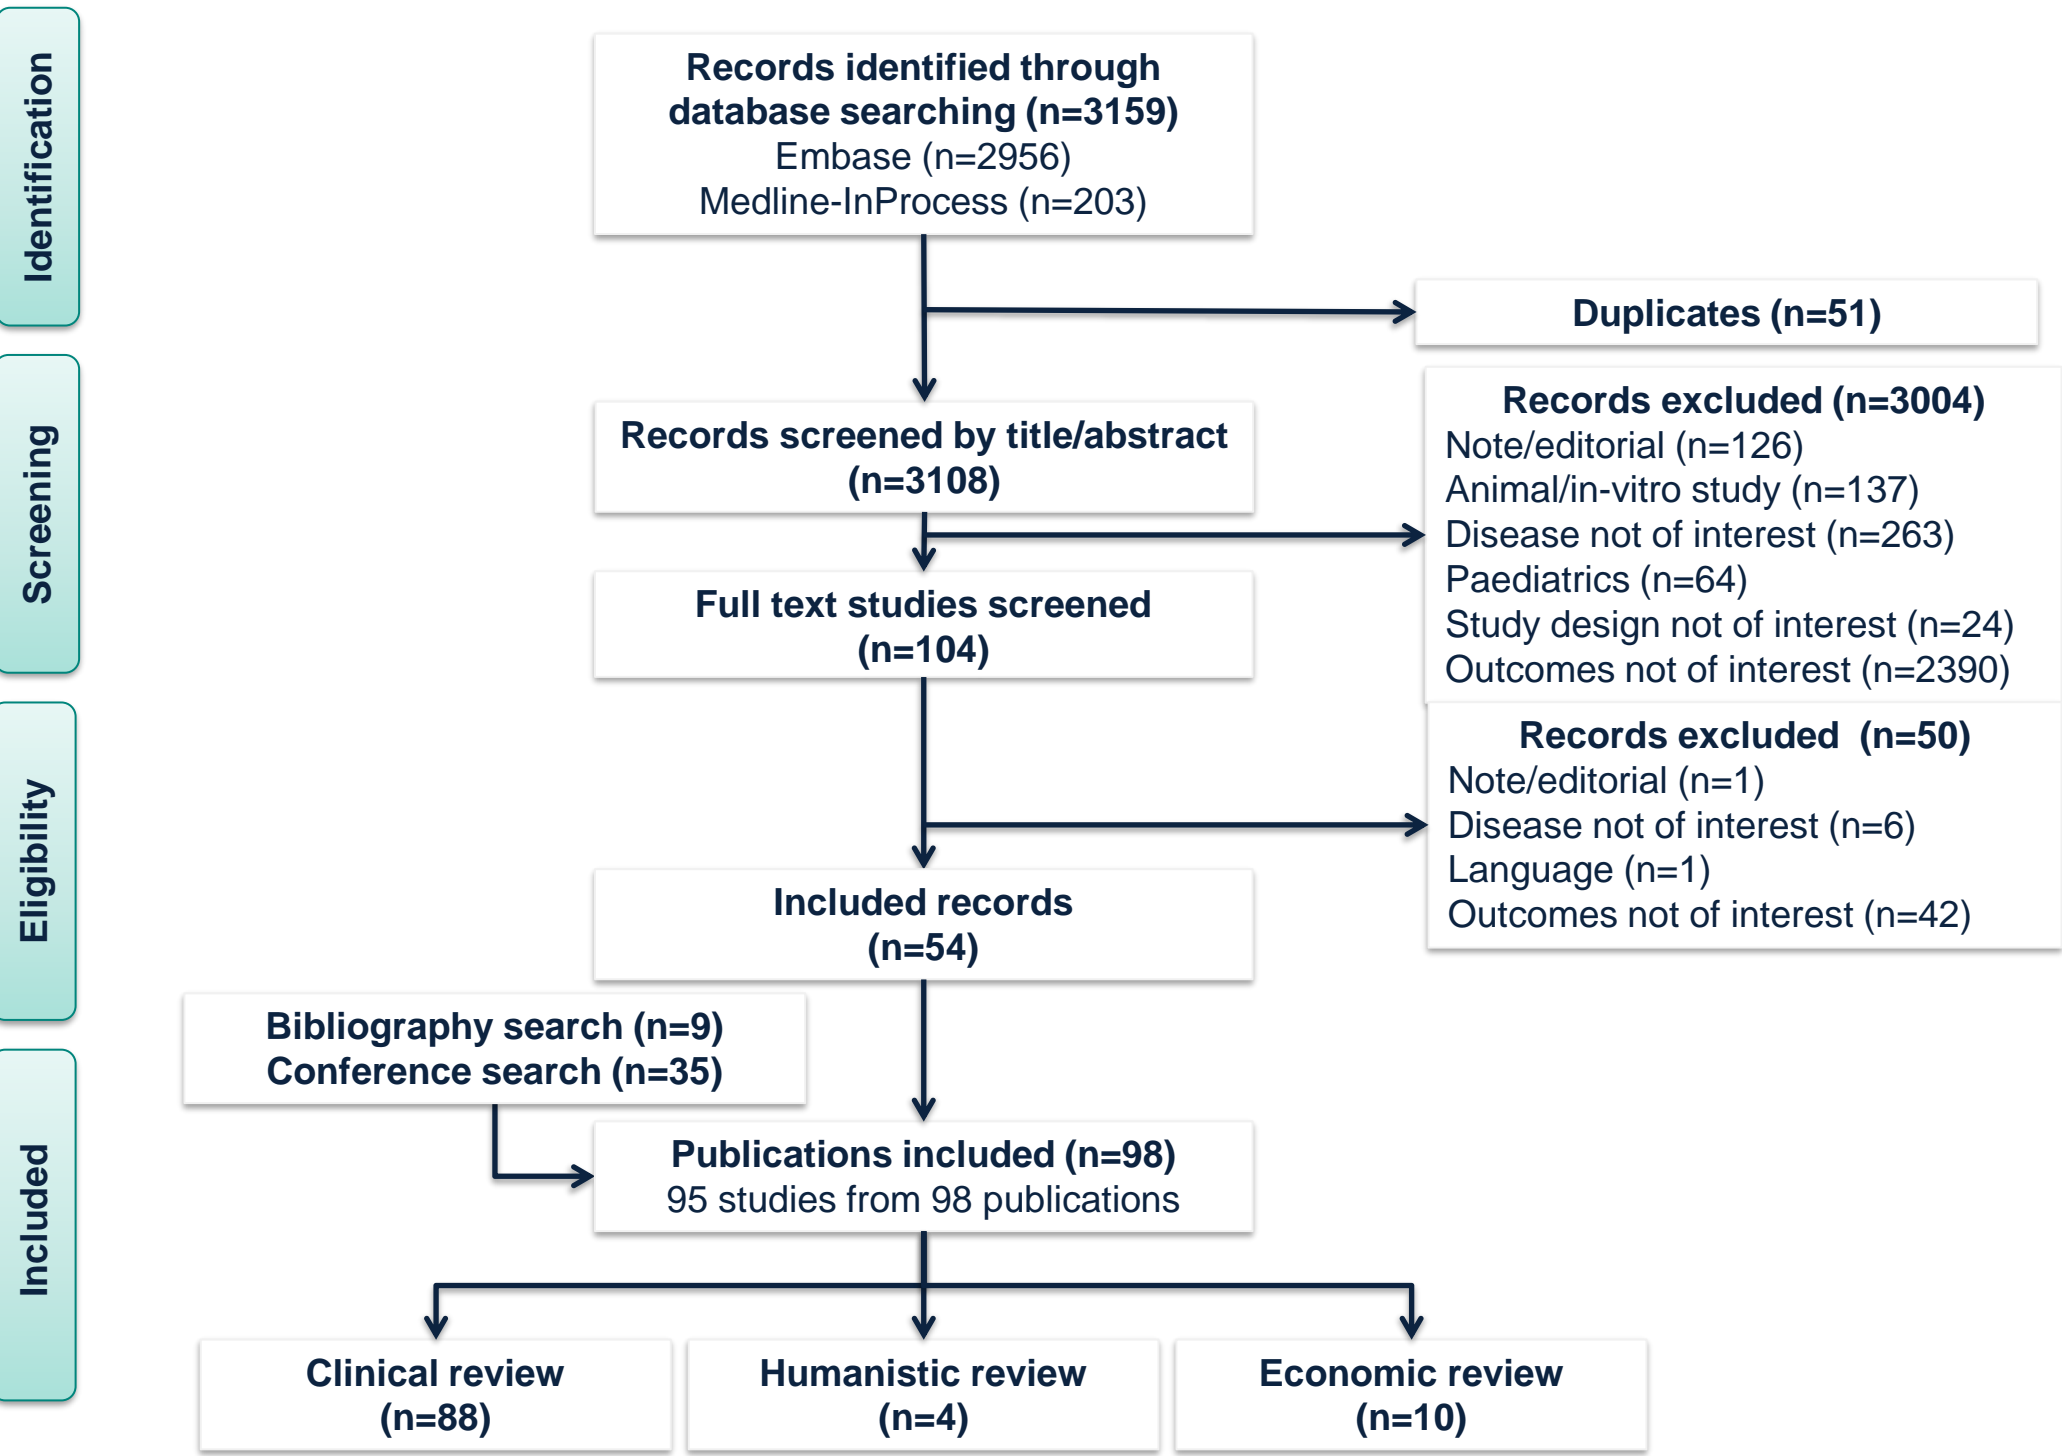 Identification
Records identified through
database searching (n=3159)
Embase (n=2956)
Medline-InProcess (n=203)
Duplicates (n=51)
Screening
Records screened by title/abstract
(n=3108)
Records excluded (n=3004)
Note/editorial (n=126)
Animal/in-vitro study (n=137)
Disease not of interest (n=263)
Paediatrics (n=64)
Study design not of interest (n=24)
Outcomes not of interest (n=2390)
Full text studies screened
(n=104)
Eligibility
Records excluded  (n=50)
Note/editorial (n=1)
Disease not of interest (n=6)
Language (n=1)
Outcomes not of interest (n=42)
Included records
(n=54)
Bibliography search (n=9)
Conference search (n=35)
Included
Publications included (n=98)
95 studies from 98 publications
Clinical review
(n=88)
Humanistic review
(n=4)
Economic review
(n=10)